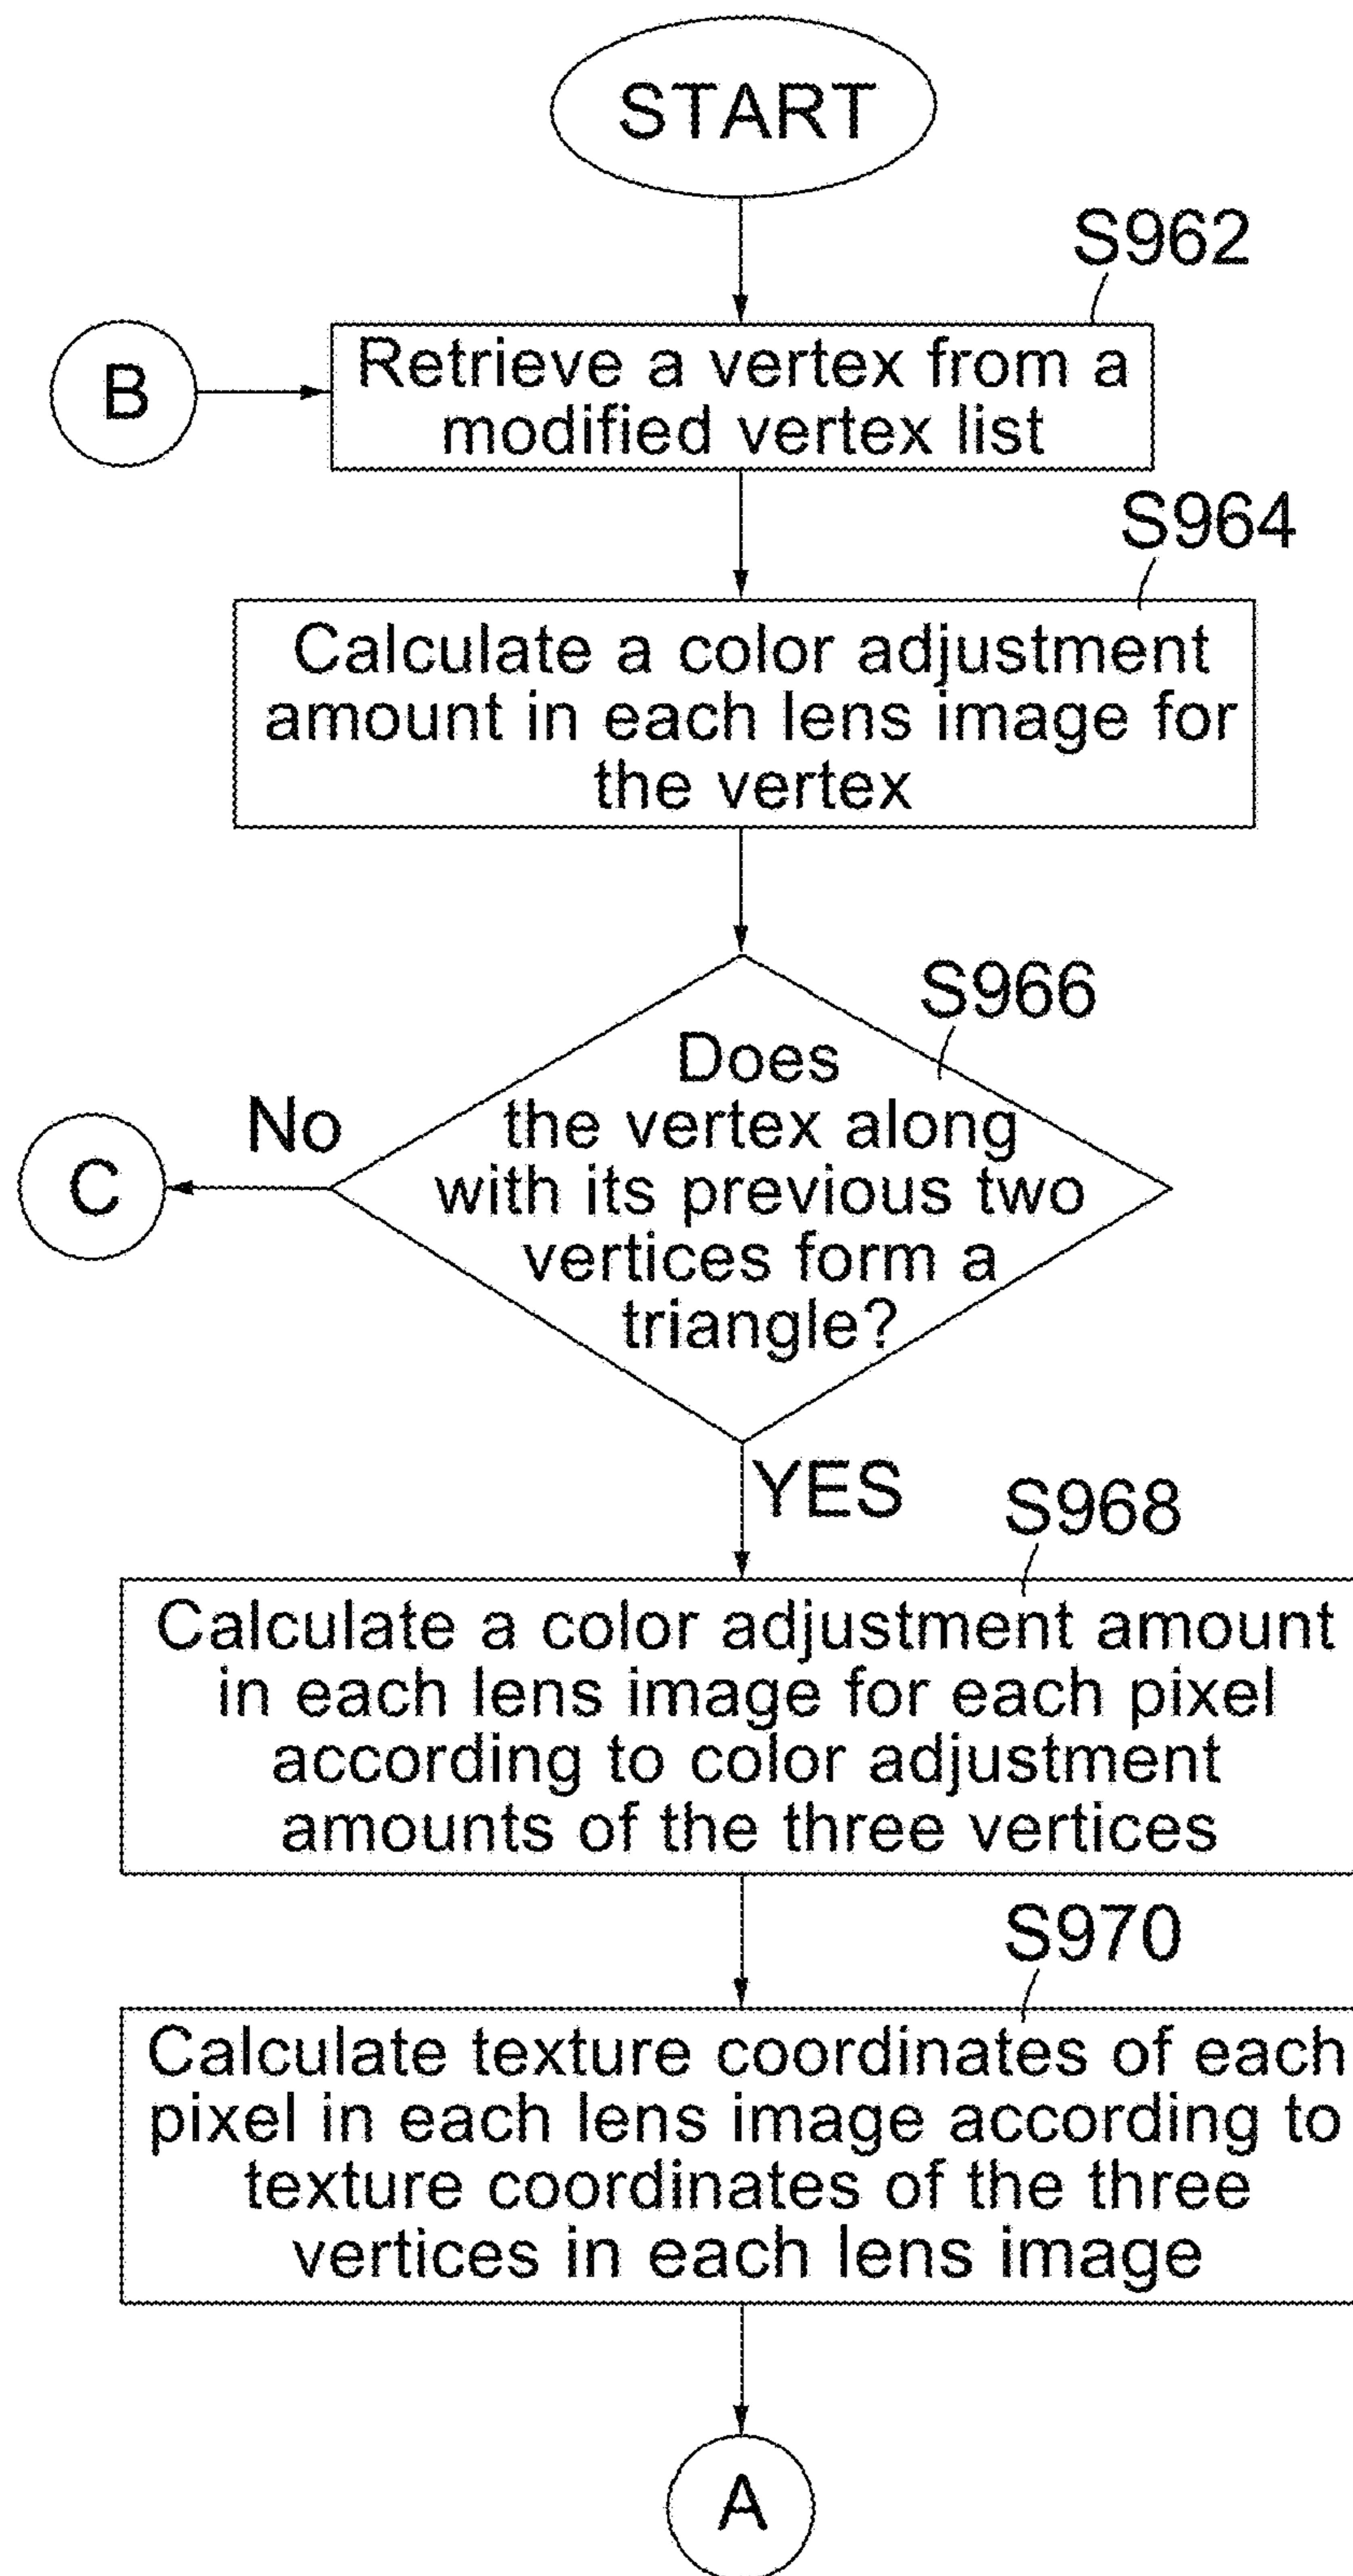 START
S962
B
Retrieve a vertex from a
modified vertex list
S964
Calculate a color adjustment
amount in each lens image for
the vertex
S966
Does
the vertex along
with its previous two
vertices form a
triangle?
No
C
YES
S968
Calculate a color adjustment amount
in each lens image for each pixel
according to color adjustment
amounts of the three vertices
S970
Calculate texture coordinates of each
pixel in each lens image according to
texture coordinates of the three
vertices in each lens image
A